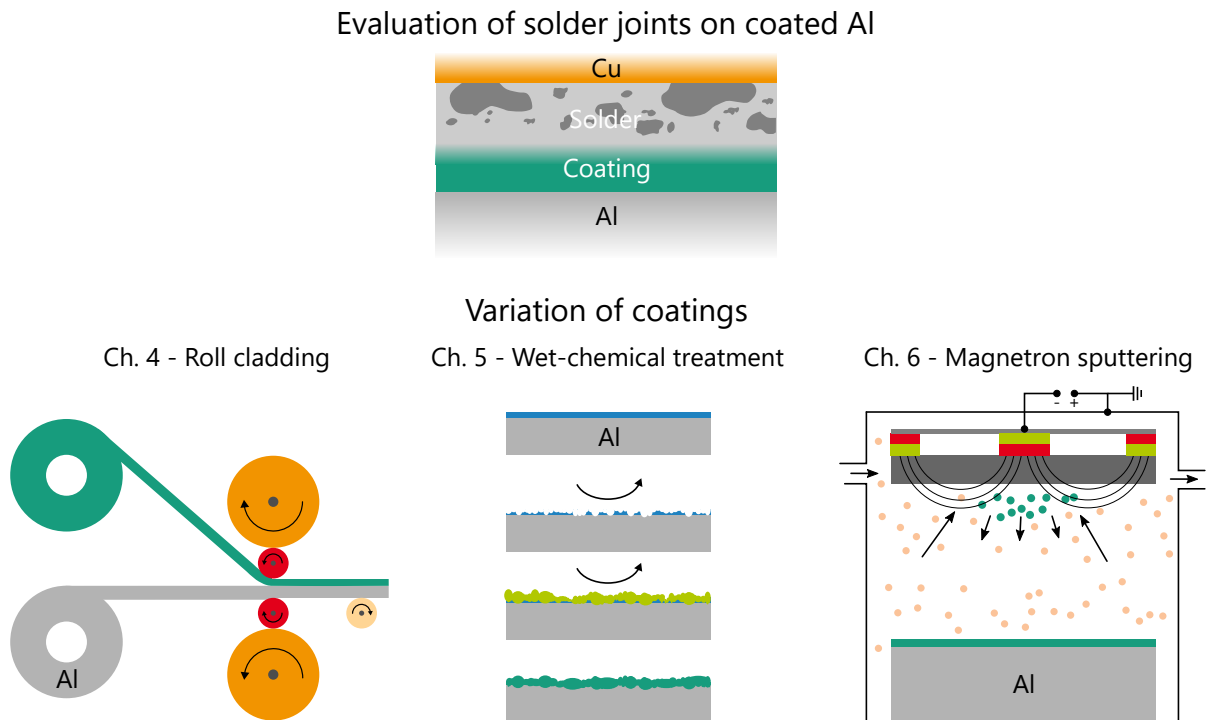 Evaluation of solder joints on coated Al
Cu
Solder
Coating
Al
Variation of coatings
Ch. 4 - Roll cladding
Ch. 5 - Wet-chemical treatment
Ch. 6 - Magnetron sputtering
- +
Al
Al
Al